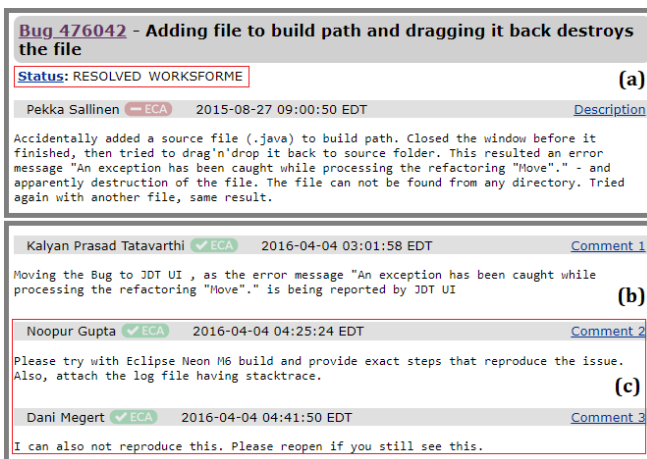 Bug 476042 - Adding file to build path and dragging it back destroys
the file
Status: RESOLVED WORKSFORME
(a)
Pekka Sallinen ECA 2015-08-27 09:00:50 EDT Description
Accidentally added a source file (.java) to build path. Closed the window before it
finished, then tried to drag'n'drop it back to source folder. This resulted an error
message "An exception has been caught while processing the refactoring "Move"." - and
apparently destruction of the file. The file can not be found from any directory. Tried
again with another file, same result.
Kalyan Prasad Tatavarthi ECA 2016-04-04 03:01:58 EDT Comment 1
Moving the Bug to JDT UI , as the error message "An exception has been caught while
processing the refactoring "Move"." is being reported by JDT UI
(b)
Noopur Gupta ECA 2016-04-04 04:25:24 EDT Comment 2
Please try with Eclipse Neon M6 build and provide exact steps that reproduce the issue.
Also, attach the log file having stacktrace.
(c)
Dani Megert ECA 2016-04-04 04:41:50 EDT Comment 3
I can also not reproduce this. Please reopen if you still see this.